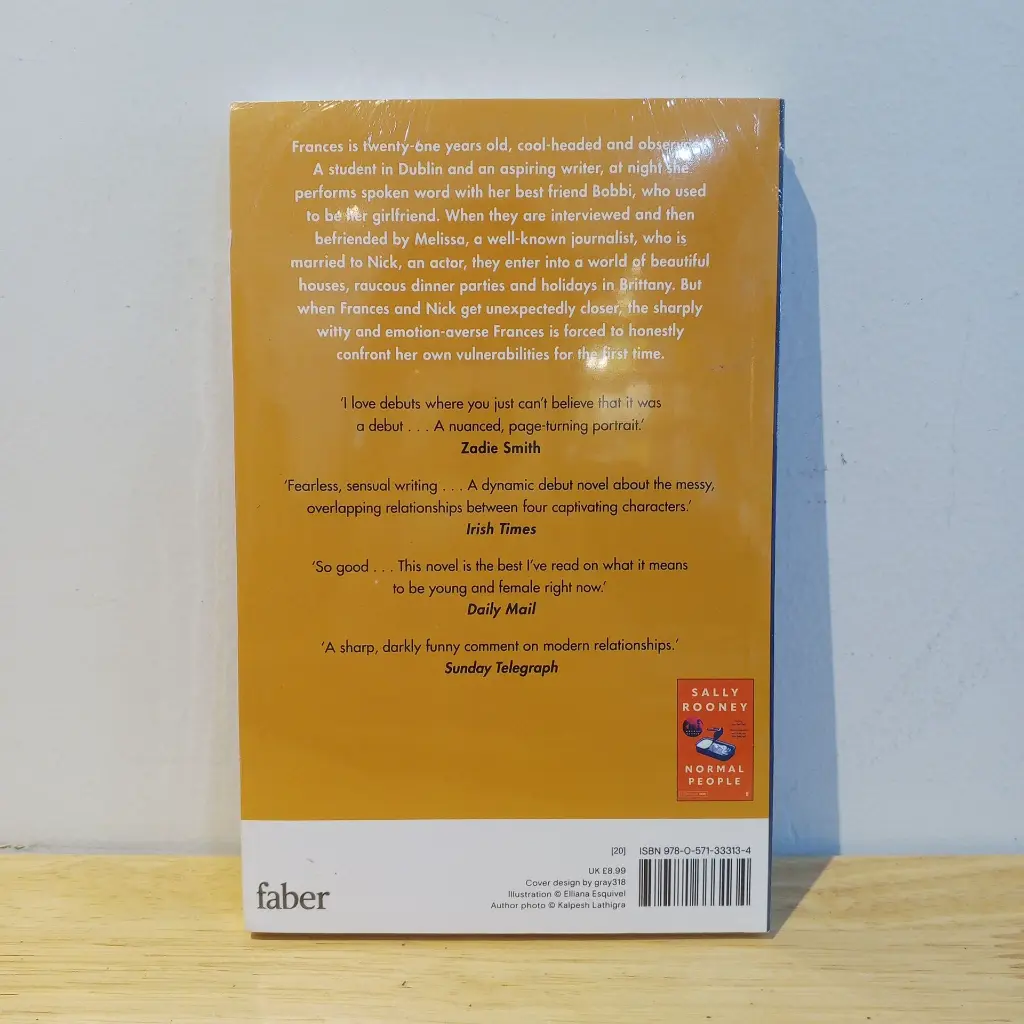 Frances is twenty-one years old, cool-headed and
A student in Dublin and an aspiring writer, at night she
performs spoken word with her best friend Bobbi, who used
to be her girlfriend. When they are interviewed and then
befriended by Melissa, a well-known journalist, who is
married to Nick, an actor, they enter into a world of beautiful
houses, raucous dinner parties and holidays in Brittany. But
when Frances and Nick get unexpectedly closer, the sharply
witty and emotion-averse Frances is forced to honestly
confront her own vulnerabilities for the first time.
‘I love debuts where you just can’t believe that it was
a debut . . . A nuanced, page-turning portrait.’
Zadie Smith
‘Fearless, sensual writing . . . A dynamic debut novel about the messy,
overlapping relationships between four captivating characters.’
Irish Times
‘So good . . . This novel is the best I’ve read on what it means
to be young and female right now.’
Daily Mail
‘A sharp, darkly funny comment on modern relationships.’
Sunday Telegraph
SALLY
ROONEY
NORMAL
PEOPLE
[20] ISBN 978-0-571-33313-4
UK £8.99
Cover design by gray318
Illustration © Elliana Esquivel
Author photo © Kalpesh Lathigra
faber